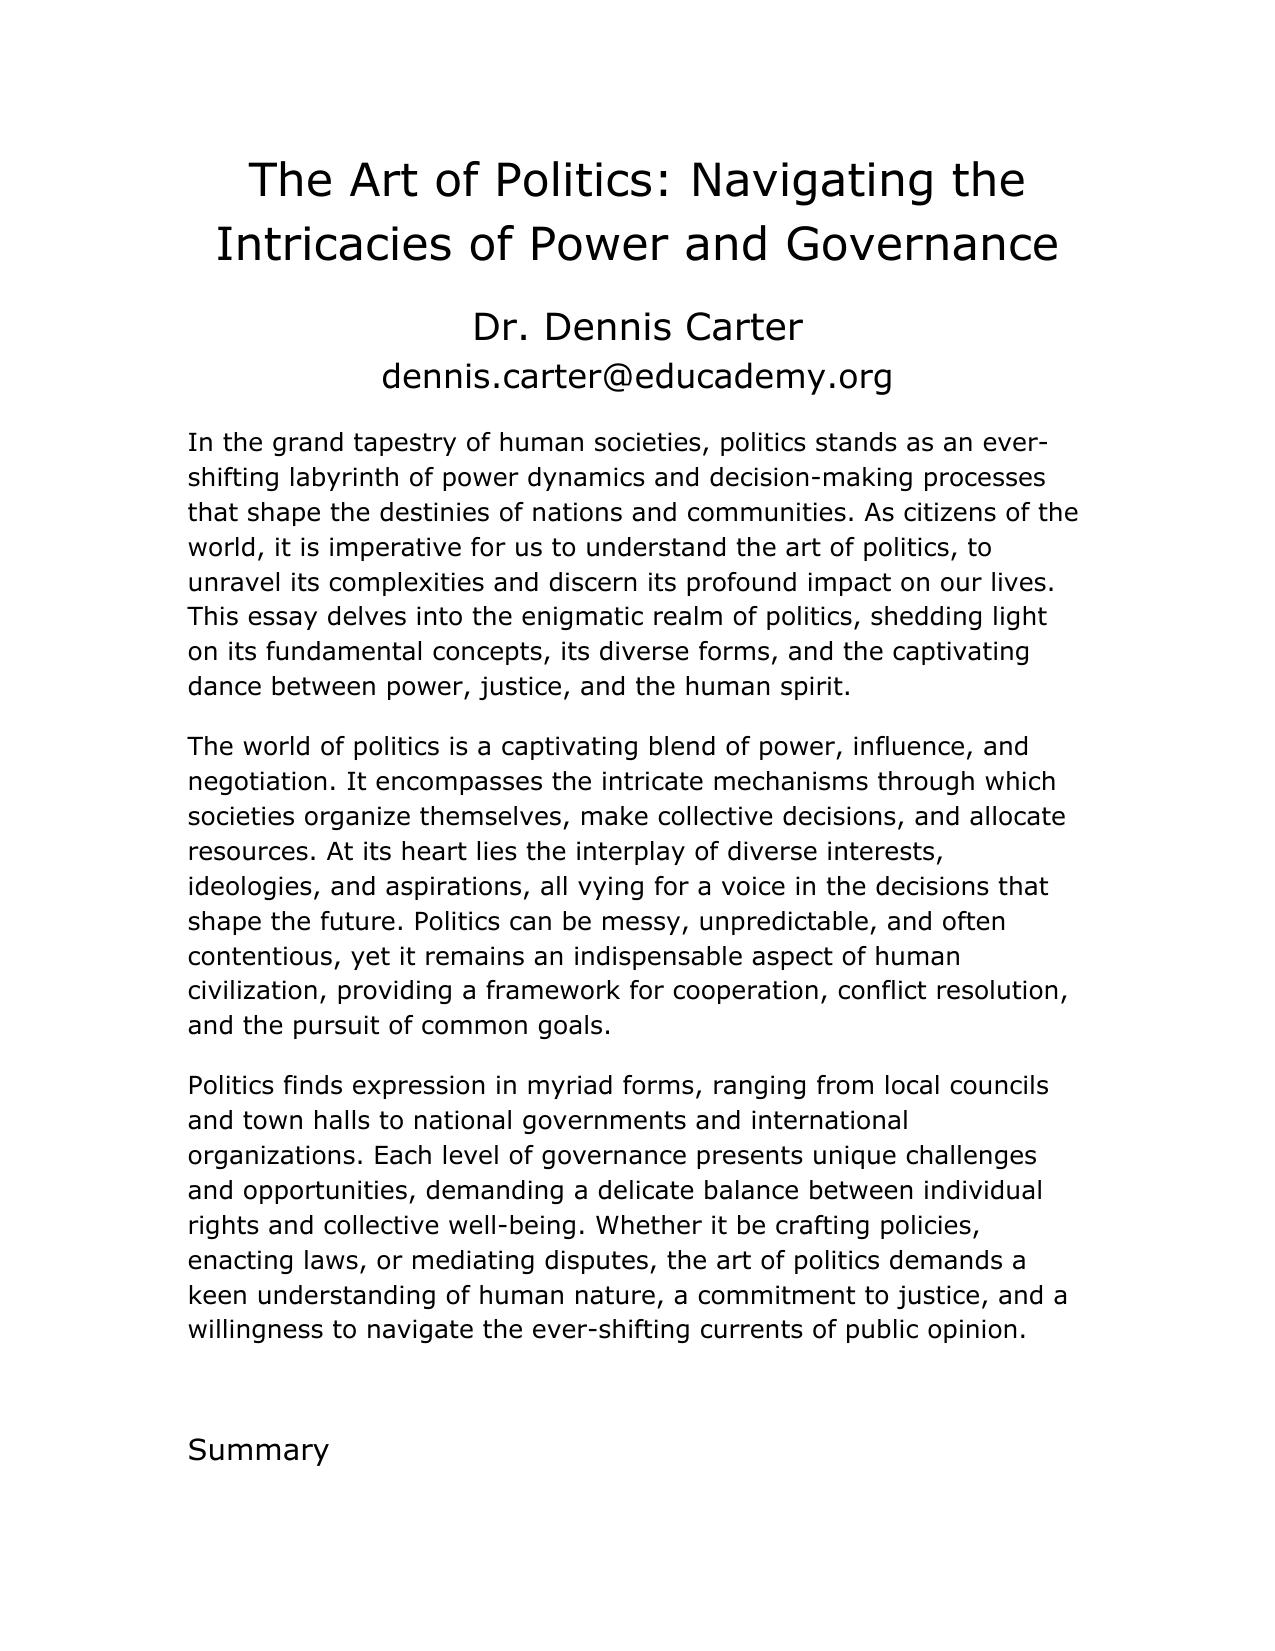 The Art of Politics: Navigating the
Intricacies of Power and Governance
Dr. Dennis Carter
dennis.carter@educademy.org
In the grand tapestry of human societies, politics stands as an ever-
shifting labyrinth of power dynamics and decision-making processes
that shape the destinies of nations and communities. As citizens of the
world, it is imperative for us to understand the art of politics, to
unravel its complexities and discern its profound impact on our lives.
This essay delves into the enigmatic realm of politics, shedding light
on its fundamental concepts, its diverse forms, and the captivating
dance between power, justice, and the human spirit.
The world of politics is a captivating blend of power, influence, and
negotiation. It encompasses the intricate mechanisms through which
societies organize themselves, make collective decisions, and allocate
resources. At its heart lies the interplay of diverse interests,
ideologies, and aspirations, all vying for a voice in the decisions that
shape the future. Politics can be messy, unpredictable, and often
contentious, yet it remains an indispensable aspect of human
civilization, providing a framework for cooperation, conflict resolution,
and the pursuit of common goals.
Politics finds expression in myriad forms, ranging from local councils
and town halls to national governments and international
organizations. Each level of governance presents unique challenges
and opportunities, demanding a delicate balance between individual
rights and collective well-being. Whether it be crafting policies,
enacting laws, or mediating disputes, the art of politics demands a
keen understanding of human nature, a commitment to justice, and a
willingness to navigate the ever-shifting currents of public opinion.
Summary